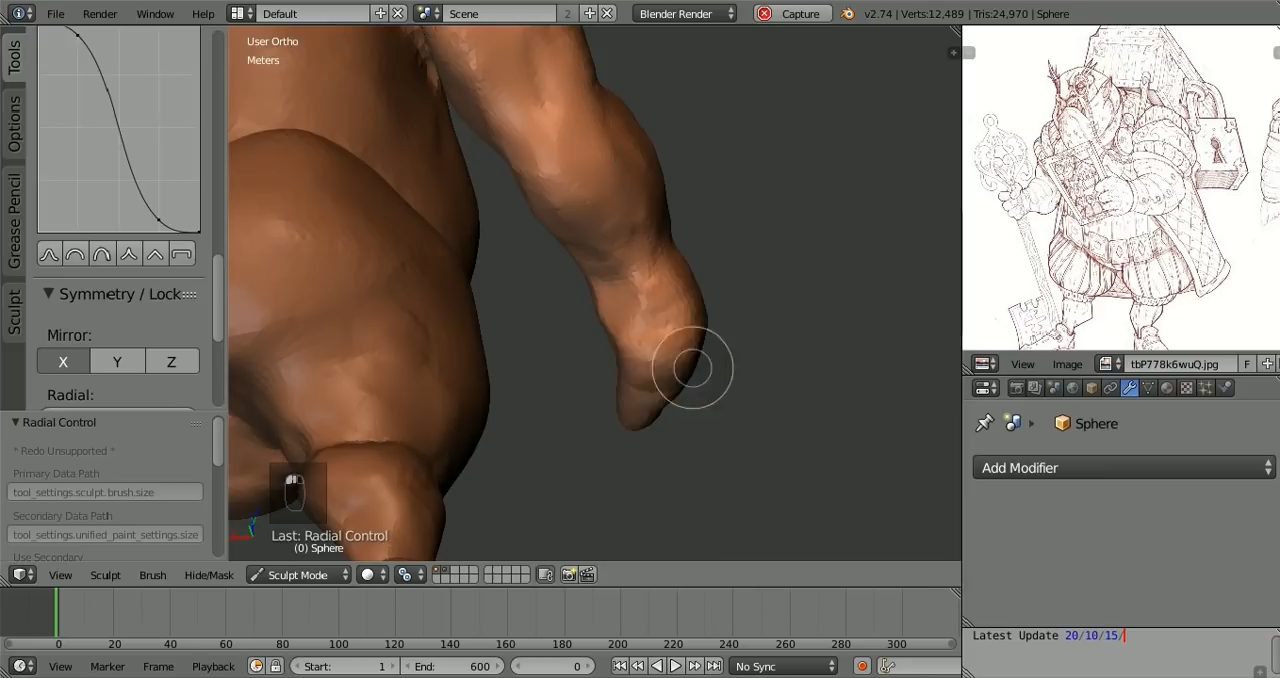 File Render Window Help Default Scene 2 Blender Render Capture v2.74 | Verts:12,489 | Tris:24,970 | Sphere
Tools
Options
Grease Pencil
Sculpt
User Ortho
Meters
Symmetry / Lock
Mirror:
X Y Z
Radial:
Radial Control
* Redo Unsupported *
Primary Data Path
tool_settings.sculpt.brush.size
Secondary Data Path
tool_settings.unified_paint_settings.size
Use Secondary
Last: Radial Control
(0) Sphere
View Sculpt Brush Hide/Mask Sculpt Mode
0 20 40 60 80 100 120 140 160 180 200 220 240 260 280 300
View Marker Frame Playback Start: 1 End: 600 0 No Sync
View Image tbP778k6wuQ.jpg F
Sphere
Add Modifier
Latest Update 20/10/15/